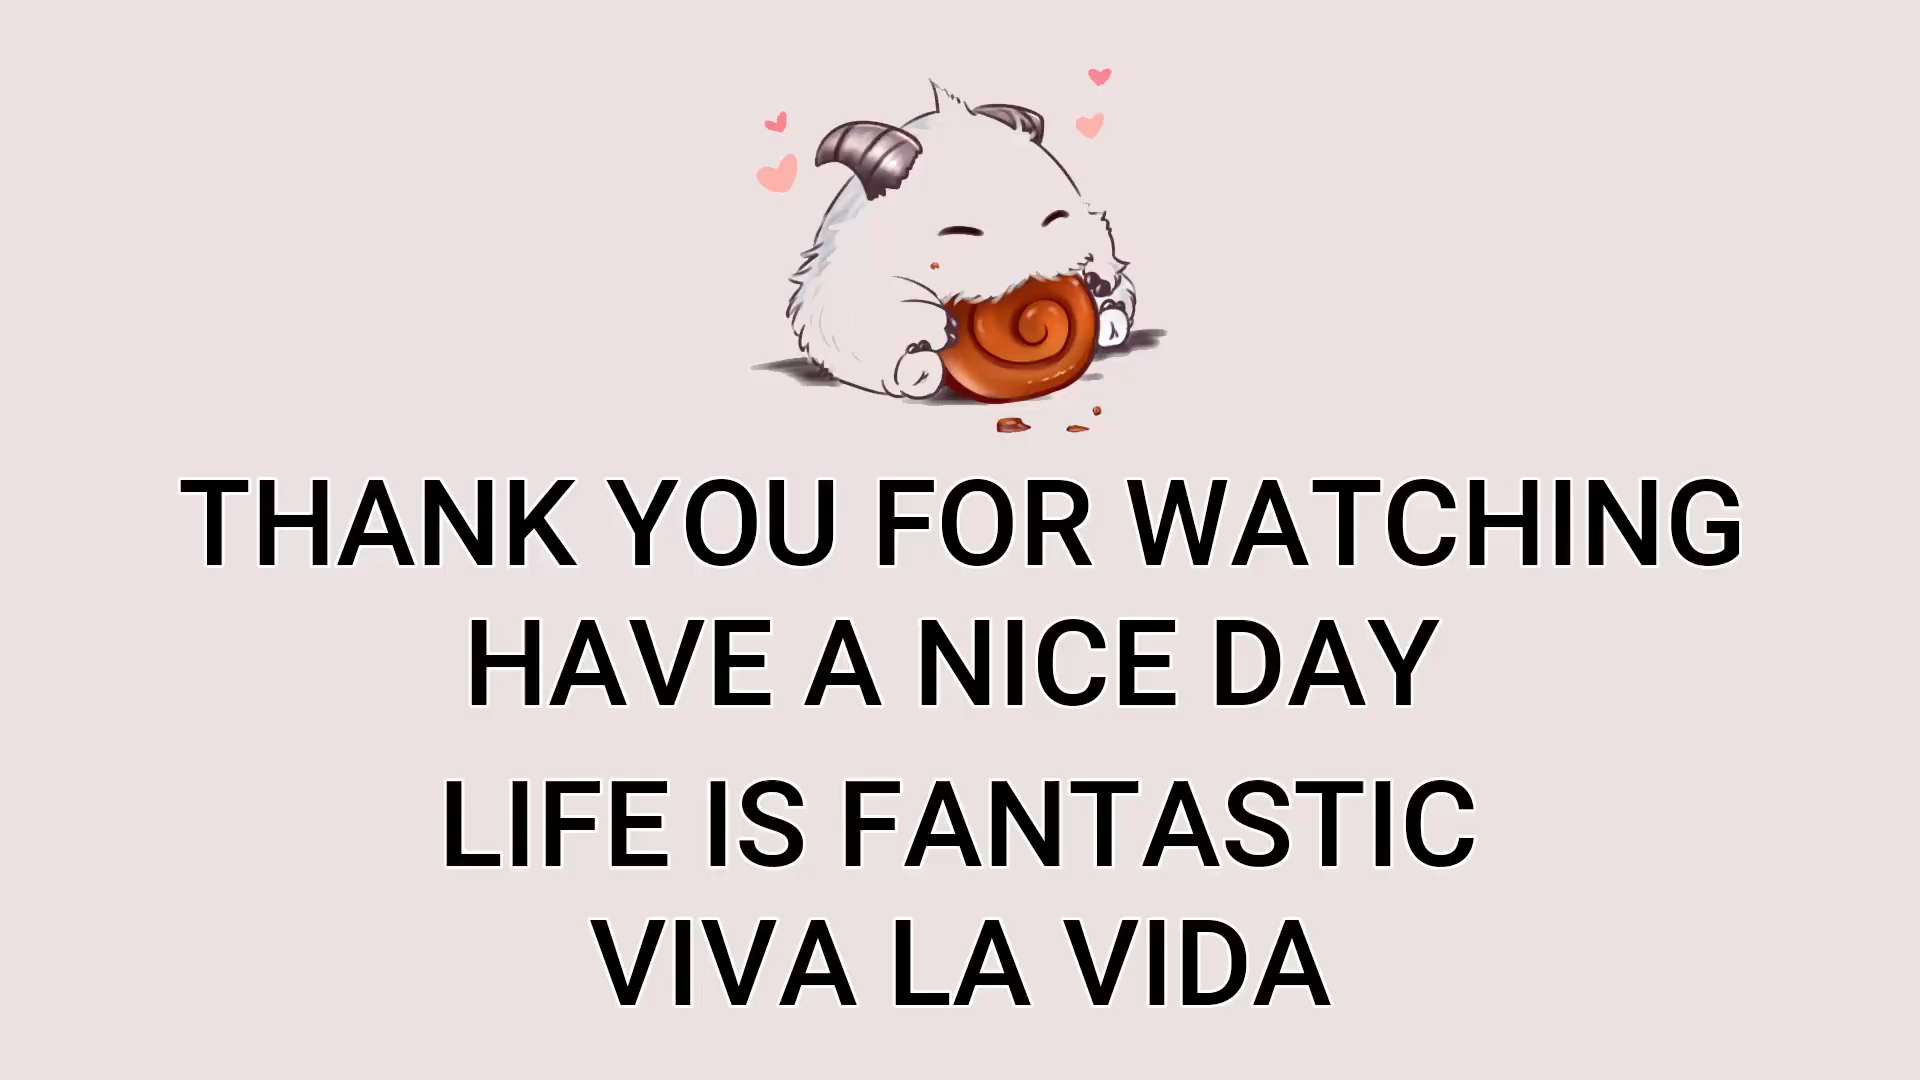 THANK YOU FOR WATCHING
HAVE A NICE DAY
LIFE IS FANTASTIC
VIVA LA VIDA